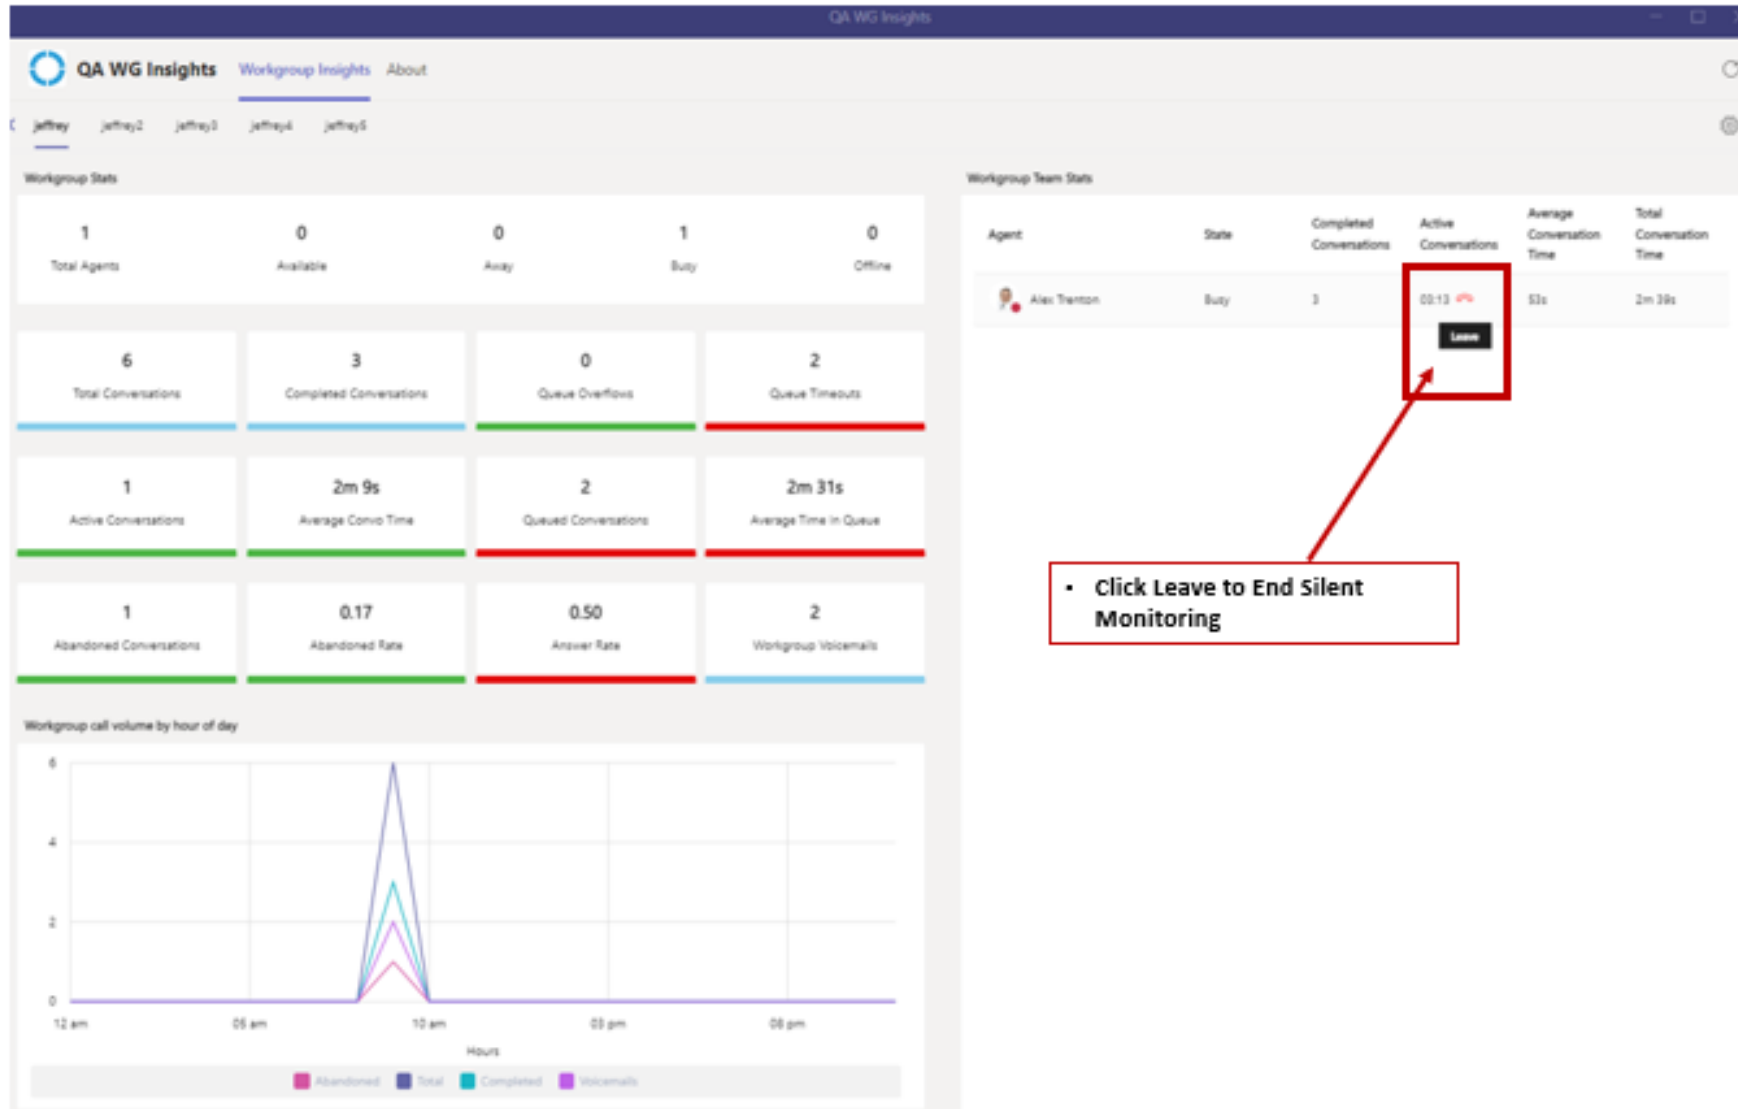 QA WG Insights
QA WG Insights Workgroup Insights About
jeffrey jeffrey2 jeffrey3 jeffrey4 jeffrey5
Workgroup Stats
1 0 0 1 0
Total Agents Available Away Busy Offline
6 3 0 2
Total Conversations Completed Conversations Queue Overflows Queue Timeouts
1 2m 9s 2 2m 31s
Active Conversations Average Convo Time Queued Conversations Average Time In Queue
1 0.17 0.50 2
Abandoned Conversations Abandoned Rate Answer Rate Workgroup Voicemails
Workgroup call volume by hour of day
6
4
2
0
12 am 05 am 10 am 03 pm 08 pm
Hours
Abandoned Total Completed Voicemails
Workgroup Team Stats
Agent State Completed Conversations Active Conversations Average Conversation Time Total Conversation Time
Alex Trenton Busy 3 03:13 53s 2m 39s
Leave
• Click Leave to End Silent
Monitoring